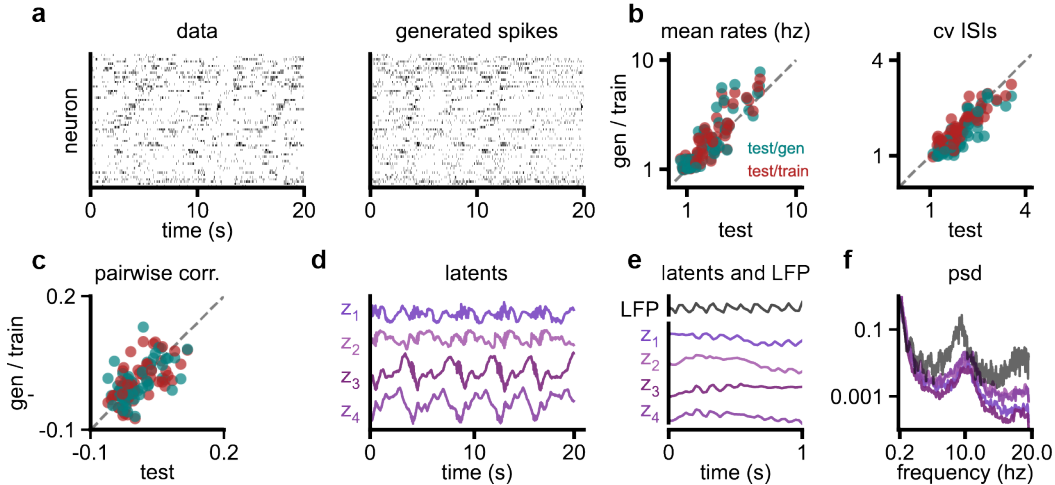 a
data
generated spikes
neuron
0
10
20
time (s)
0
10
20
time (s)
b
mean rates (hz)
cv ISIs
gen / train
10
1
test/gen
test/train
1
10
test
4
1
1
4
test
c
pairwise corr.
gen / train
0.2
-0.1
-0.1
0.2
test
d
latents
z1
z2
z3
z4
0
10
20
time (s)
e
latents and LFP
LFP
z1
z2
z3
z4
0
1
time (s)
f
psd
0.1
0.001
0.2
10.0
20.0
frequency (hz)